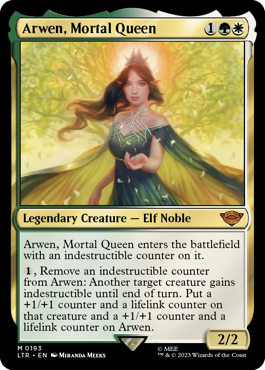 Arwen, Mortal Queen 1
Legendary Creature — Elf Noble
Arwen, Mortal Queen enters the battlefield
with an indestructible counter on it.
1, Remove an indestructible counter
from Arwen: Another target creature gains
indestructible until end of turn. Put a
+1/+1 counter and a lifelink counter on
that creature and a +1/+1 counter and a
lifelink counter on Arwen.
2/2
M 0193
LTR • EN Miranda Meeks
© MEE
™ & © 2023 Wizards of the Coast